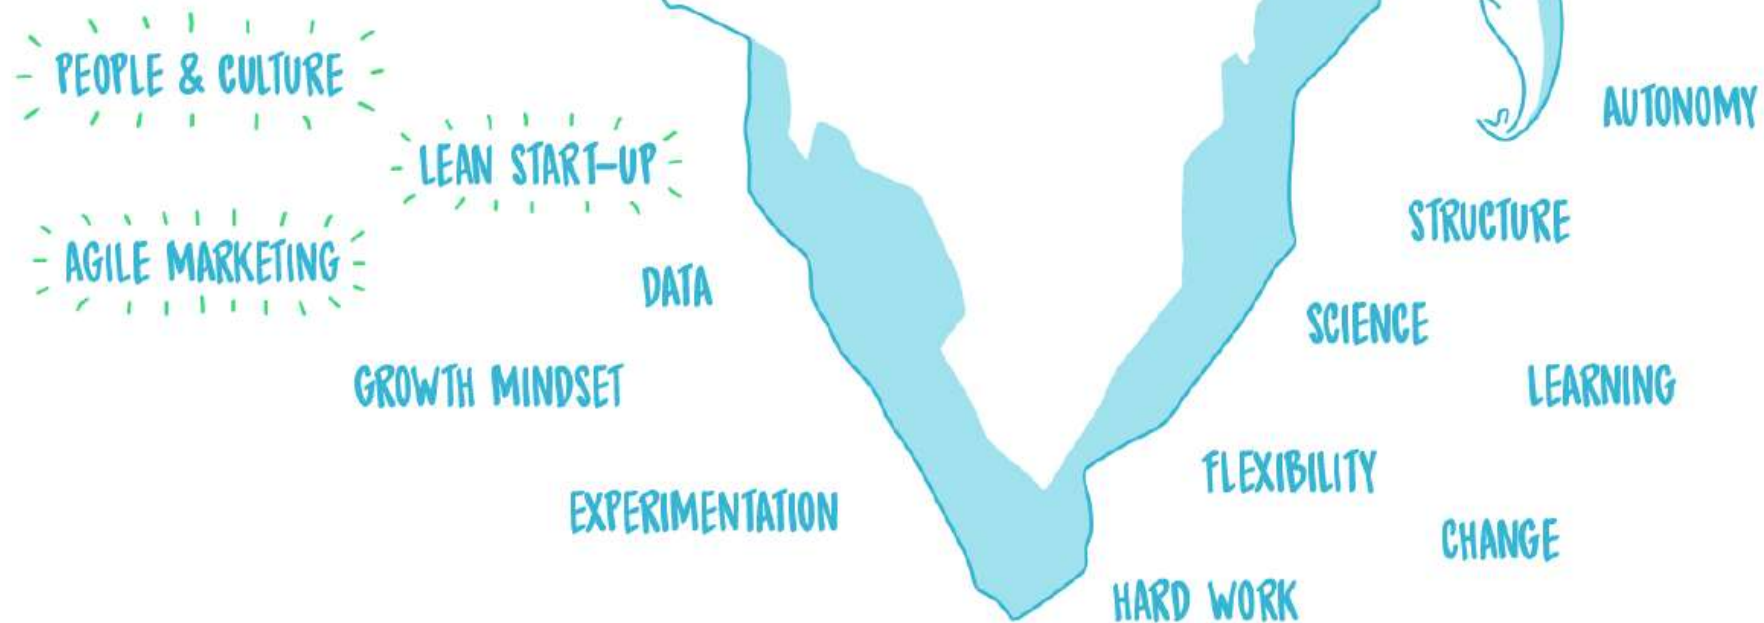 PEOPLE & CULTURE
AUTONOMY
LEAN START-UP
STRUCTURE
AGILE MARKETING
DATA
SCIENCE
GROWTH MINDSET
LEARNING
FLEXIBILITY
EXPERIMENTATION
CHANGE
HARD WORK